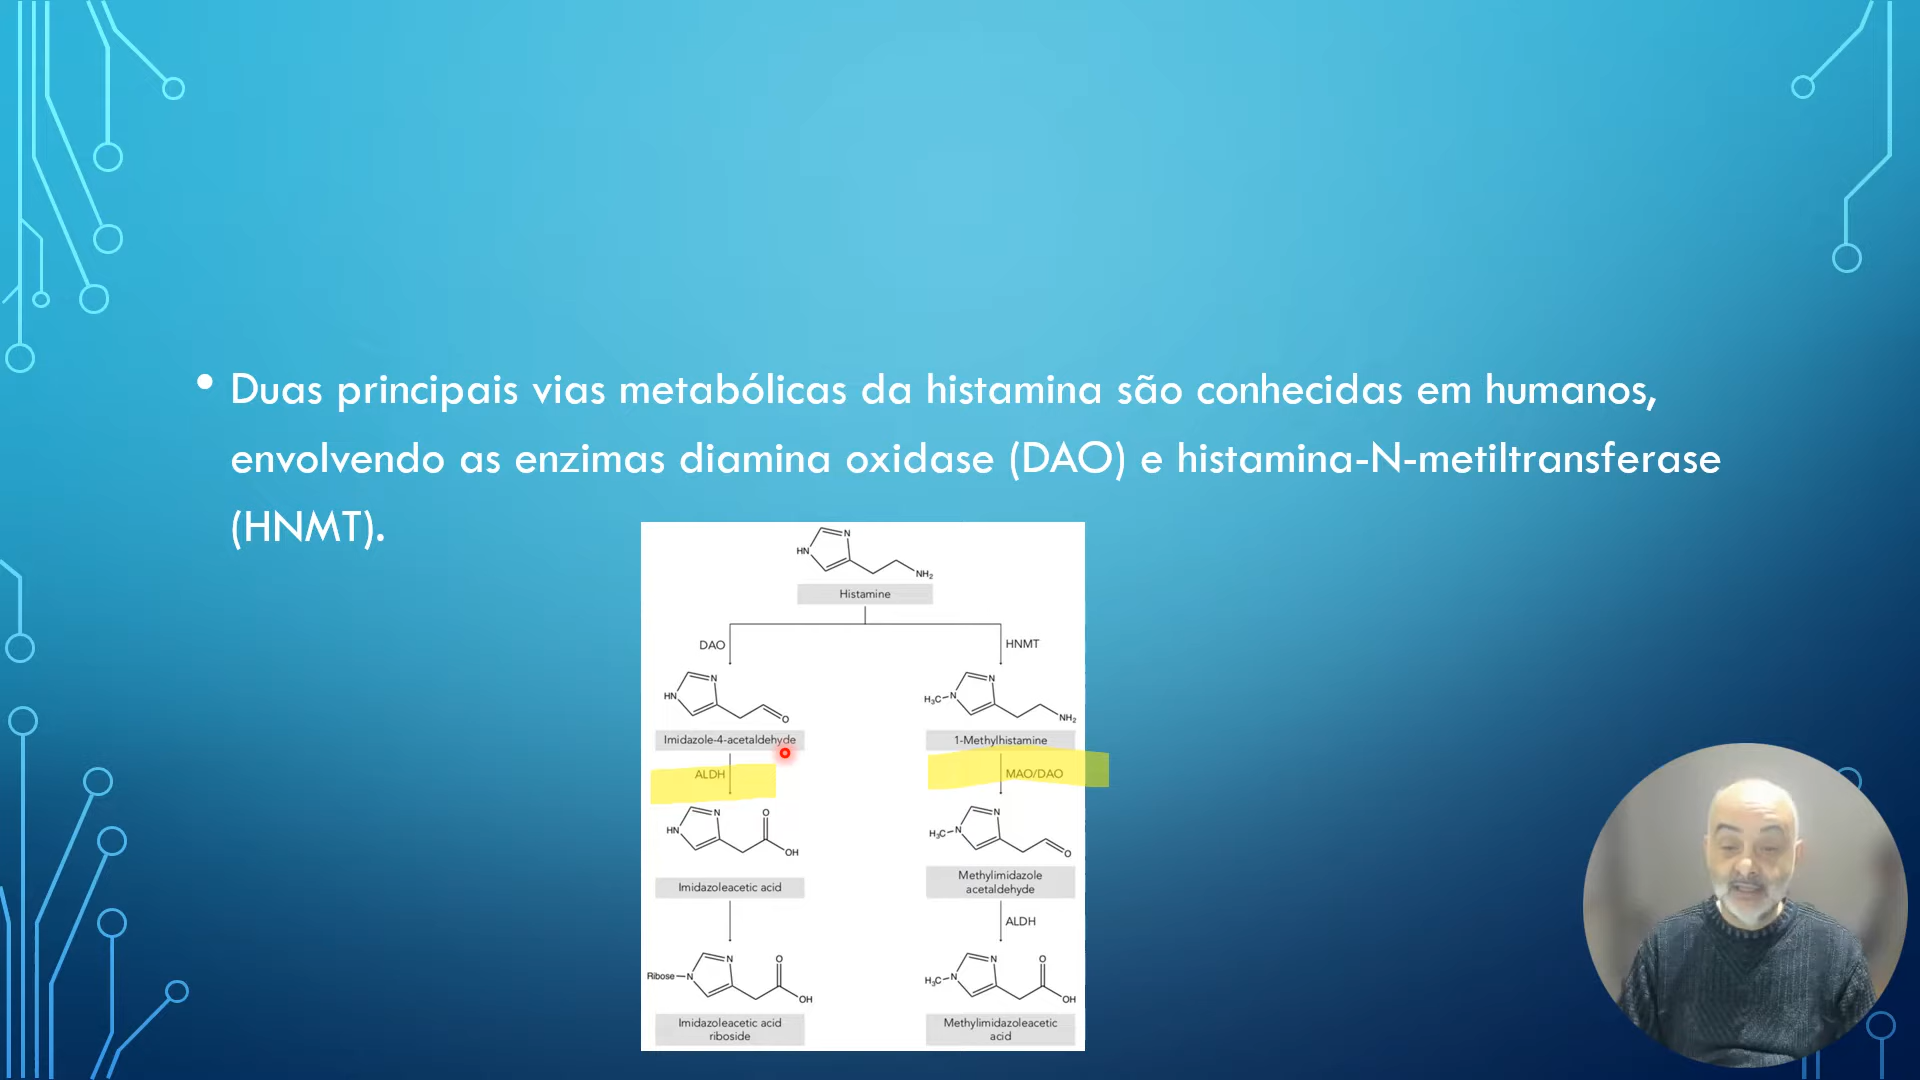 • Duas principais vias metabólicas da histamina são conhecidas em humanos,
envolvendo as enzimas diamina oxidase (DAO) e histamina-N-metiltransferase
(HNMT).
N
HN
NH₂
Histamine
DAO
HNMT
N
HN
O
N
H₃C–N
NH₂
Imidazole-4-acetaldehyde
1-Methylhistamine
ALDH
MAO/DAO
N
O
HN
OH
N
H₃C–N
O
Imidazoleacetic acid
Methylimidazole
acetaldehyde
ALDH
N
O
Ribose–N
OH
N
O
H₃C–N
OH
Imidazoleacetic acid
riboside
Methylimidazoleacetic
acid